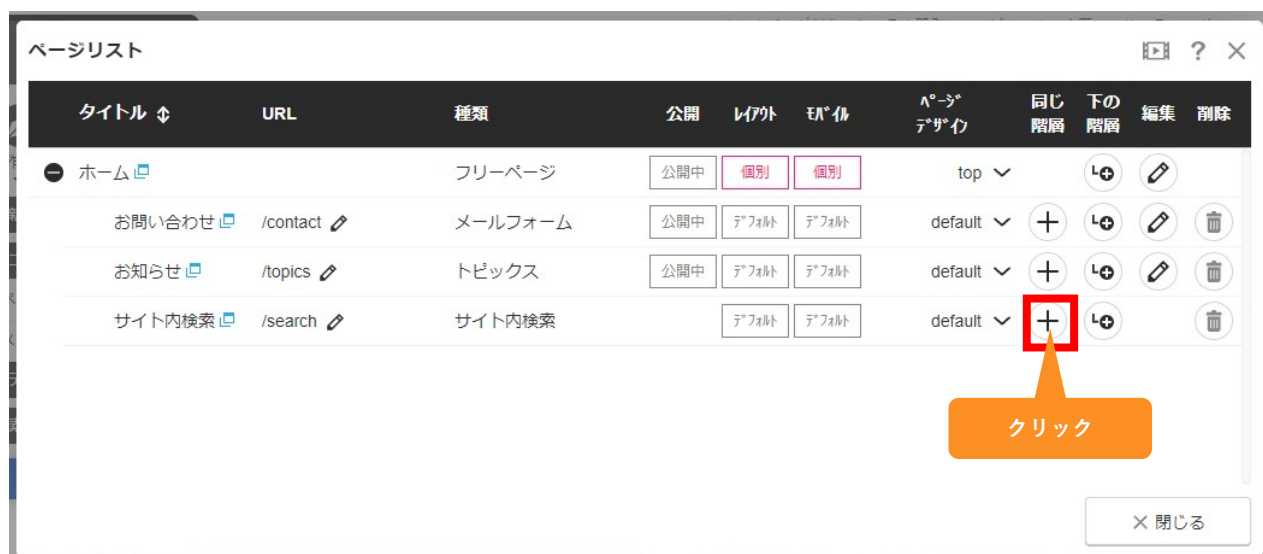 ページリスト
タイトル URL 種類 公開 ﾚｲｱｳﾄ ﾓﾊﾞｲﾙ ﾍﾟｰｼﾞ ﾃﾞｻﾞｲﾝ 同じ 階層 下の 階層 編集 削除
ホーム フリーページ 公開中 個別 個別 top
お問い合わせ /contact メールフォーム 公開中 ﾃﾞﾌｫﾙﾄ ﾃﾞﾌｫﾙﾄ default
お知らせ /topics トピックス 公開中 ﾃﾞﾌｫﾙﾄ ﾃﾞﾌｫﾙﾄ default
サイト内検索 /search サイト内検索 ﾃﾞﾌｫﾙﾄ ﾃﾞﾌｫﾙﾄ default
クリック
閉じる